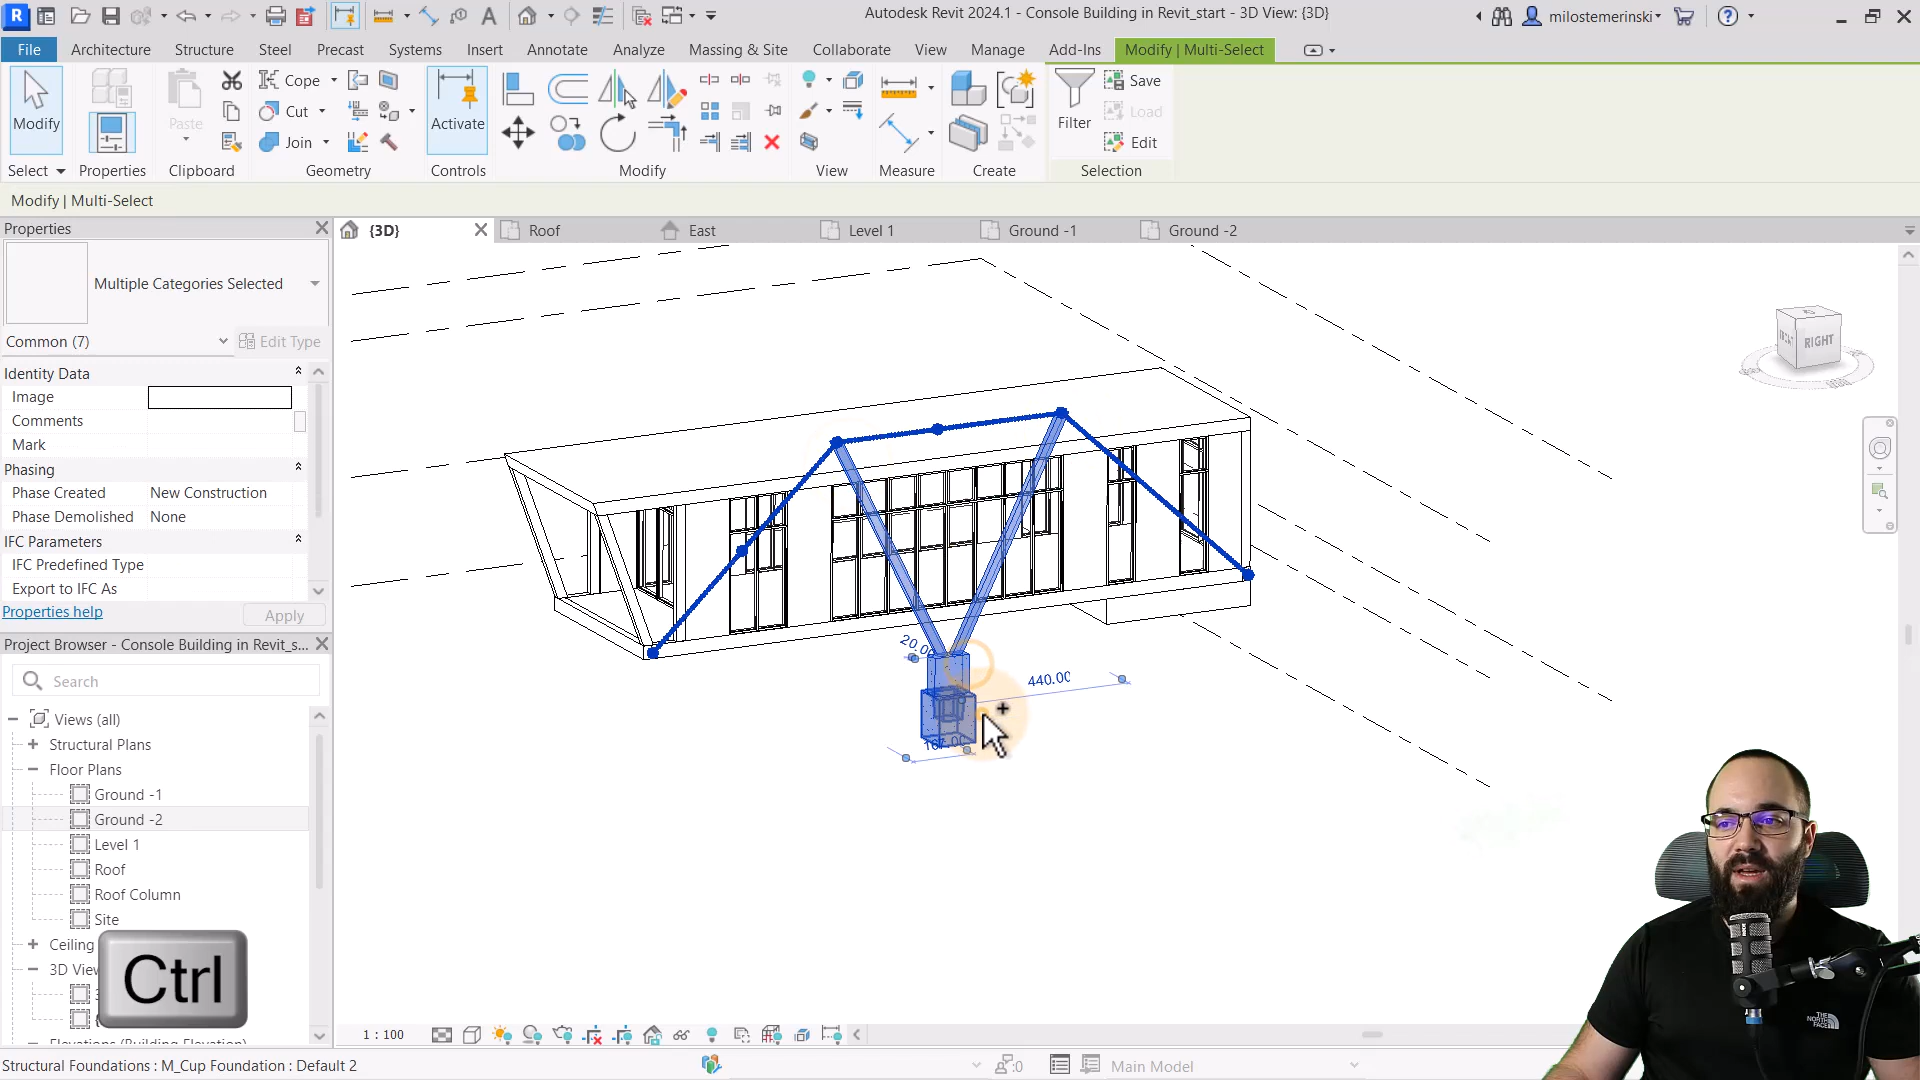 Autodesk Revit 2024.1 - Console Building in Revit_start - 3D View: {3D}
milostemerinski
File Architecture Structure Steel Precast Systems Insert Annotate Analyze Massing & Site Collaborate View Manage Add-Ins Modify | Multi-Select
Modify
Paste
Cope
Cut
Join
Activate
Filter
Save
Load
Edit
Select Properties Clipboard Geometry Controls Modify View Measure Create Selection
Modify | Multi-Select
Properties
{3D} Roof East Level 1 Ground -1 Ground -2
Multiple Categories Selected
Common (7) Edit Type
Identity Data
Image
Comments
Mark
Phasing
Phase Created New Construction
Phase Demolished None
IFC Parameters
IFC Predefined Type
Export to IFC As
Properties help Apply
RIGHT
440.00
Project Browser - Console Building in Revit_s...
Search
Views (all)
Structural Plans
Floor Plans
Ground -1
Ground -2
Level 1
Roof
Roof Column
Site
Ceiling
3D View
Ctrl
1 : 100
Structural Foundations : M_Cup Foundation : Default 2
:0
Main Model
THE NORTH FACE